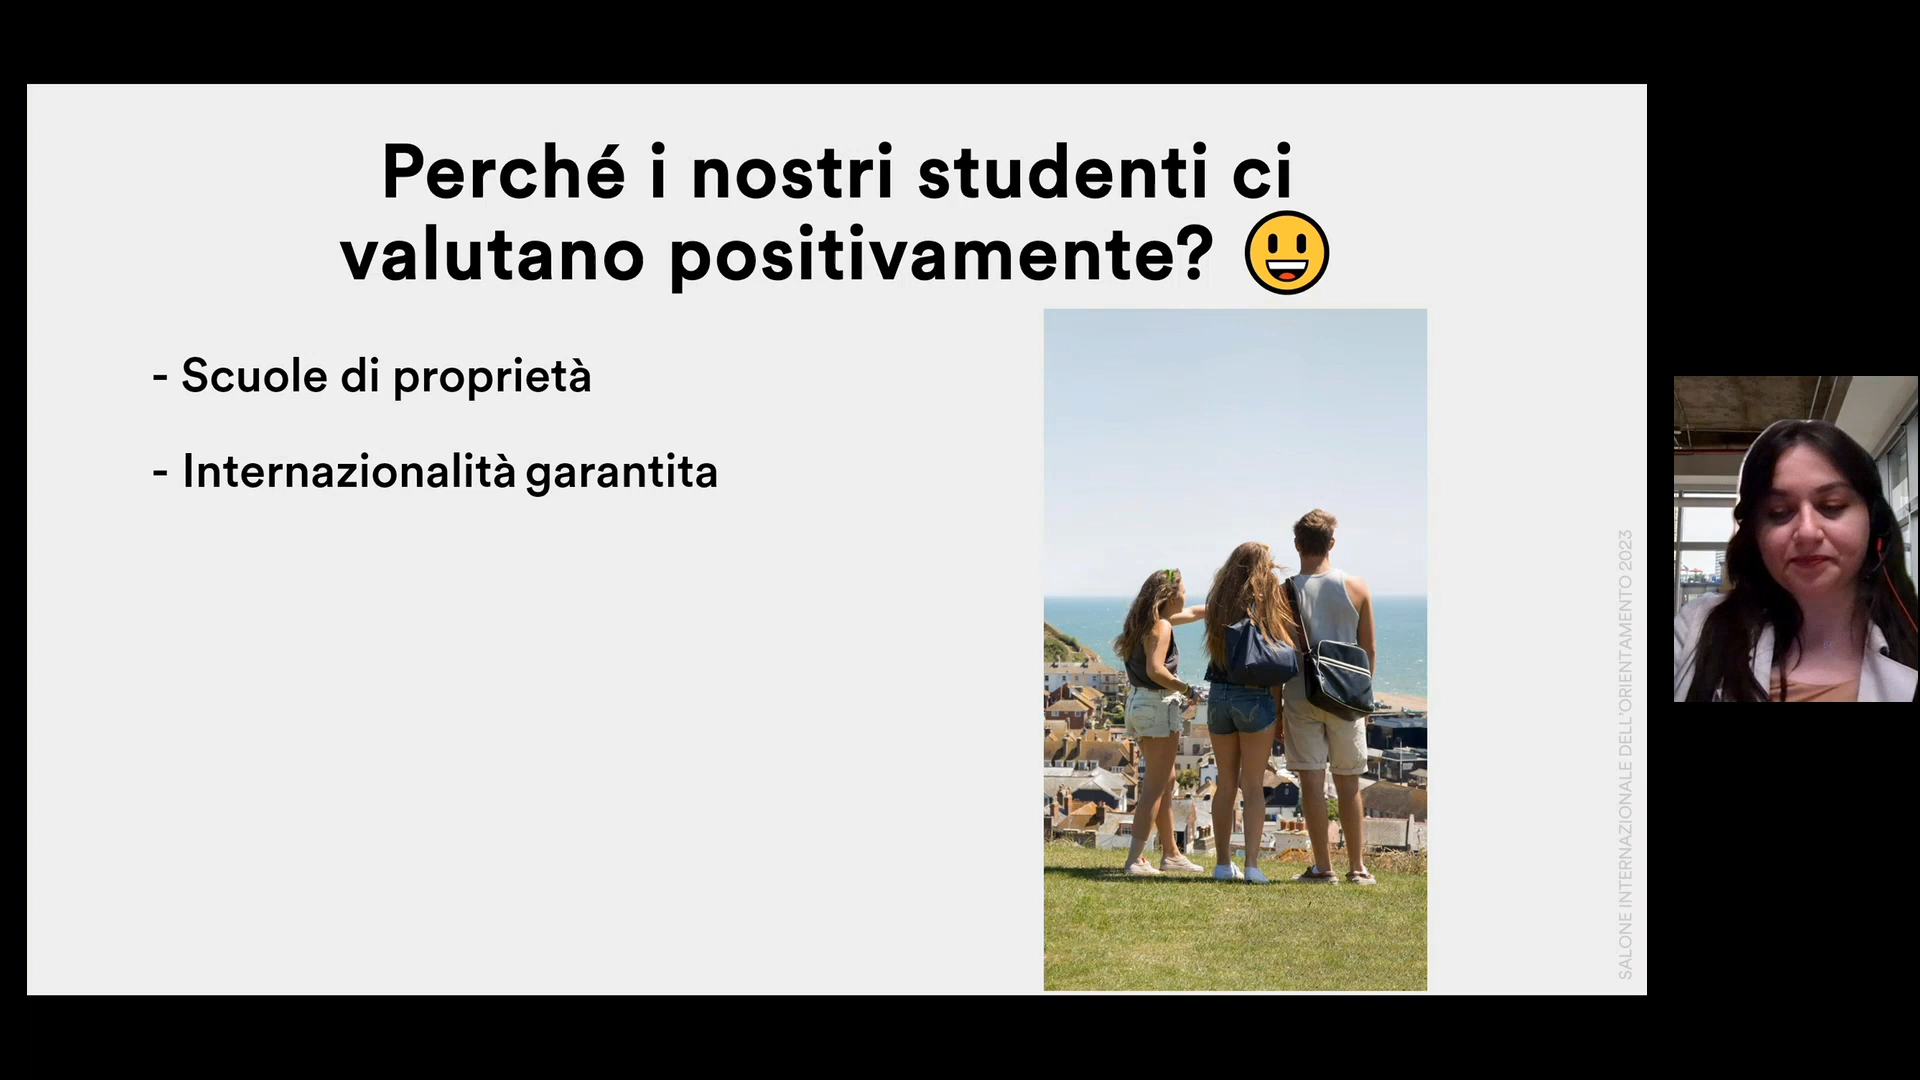 Perché i nostri studenti ci
valutano positivamente? 😃
- Scuole di proprietà
- Internazionalità garantita
SALONE INTERNAZIONALE DELL'ORIENTAMENTO 2023